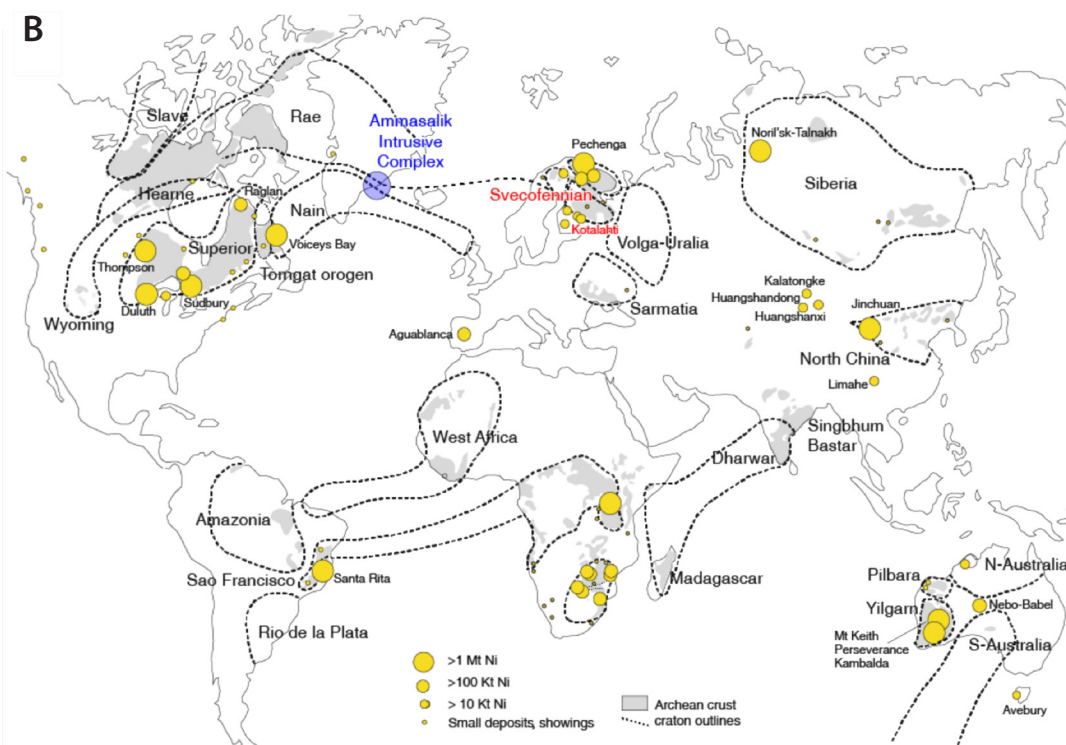 B
Slave
Rae
Ammasalik
Intrusive
Complex
Hearne
Raglan
Nain
Superior
Voiceys Bay
Thompson
Torngat orogen
Sudbury
Duluth
Wyoming
Pechenga
Svecofennian
Kotalahti
Volga-Uralia
Sarmatia
Aguablanca
Noril'sk-Talnakh
Siberia
Kalatongke
Huangshandong
Huangshanxi
Jinchuan
North China
Limahe
West Africa
Dharwar
Singbhum
Bastar
Amazonia
Sao Francisco
Santa Rita
Rio de la Plata
Madagascar
Pilbara
N-Australia
Yilgarn
Nebo-Babel
Mt Keith
Perseverance
Kambalda
S-Australia
Avebury
>1 Mt Ni
>100 Kt Ni
> 10 Kt Ni
Small deposits, showings
Archean crust
craton outlines